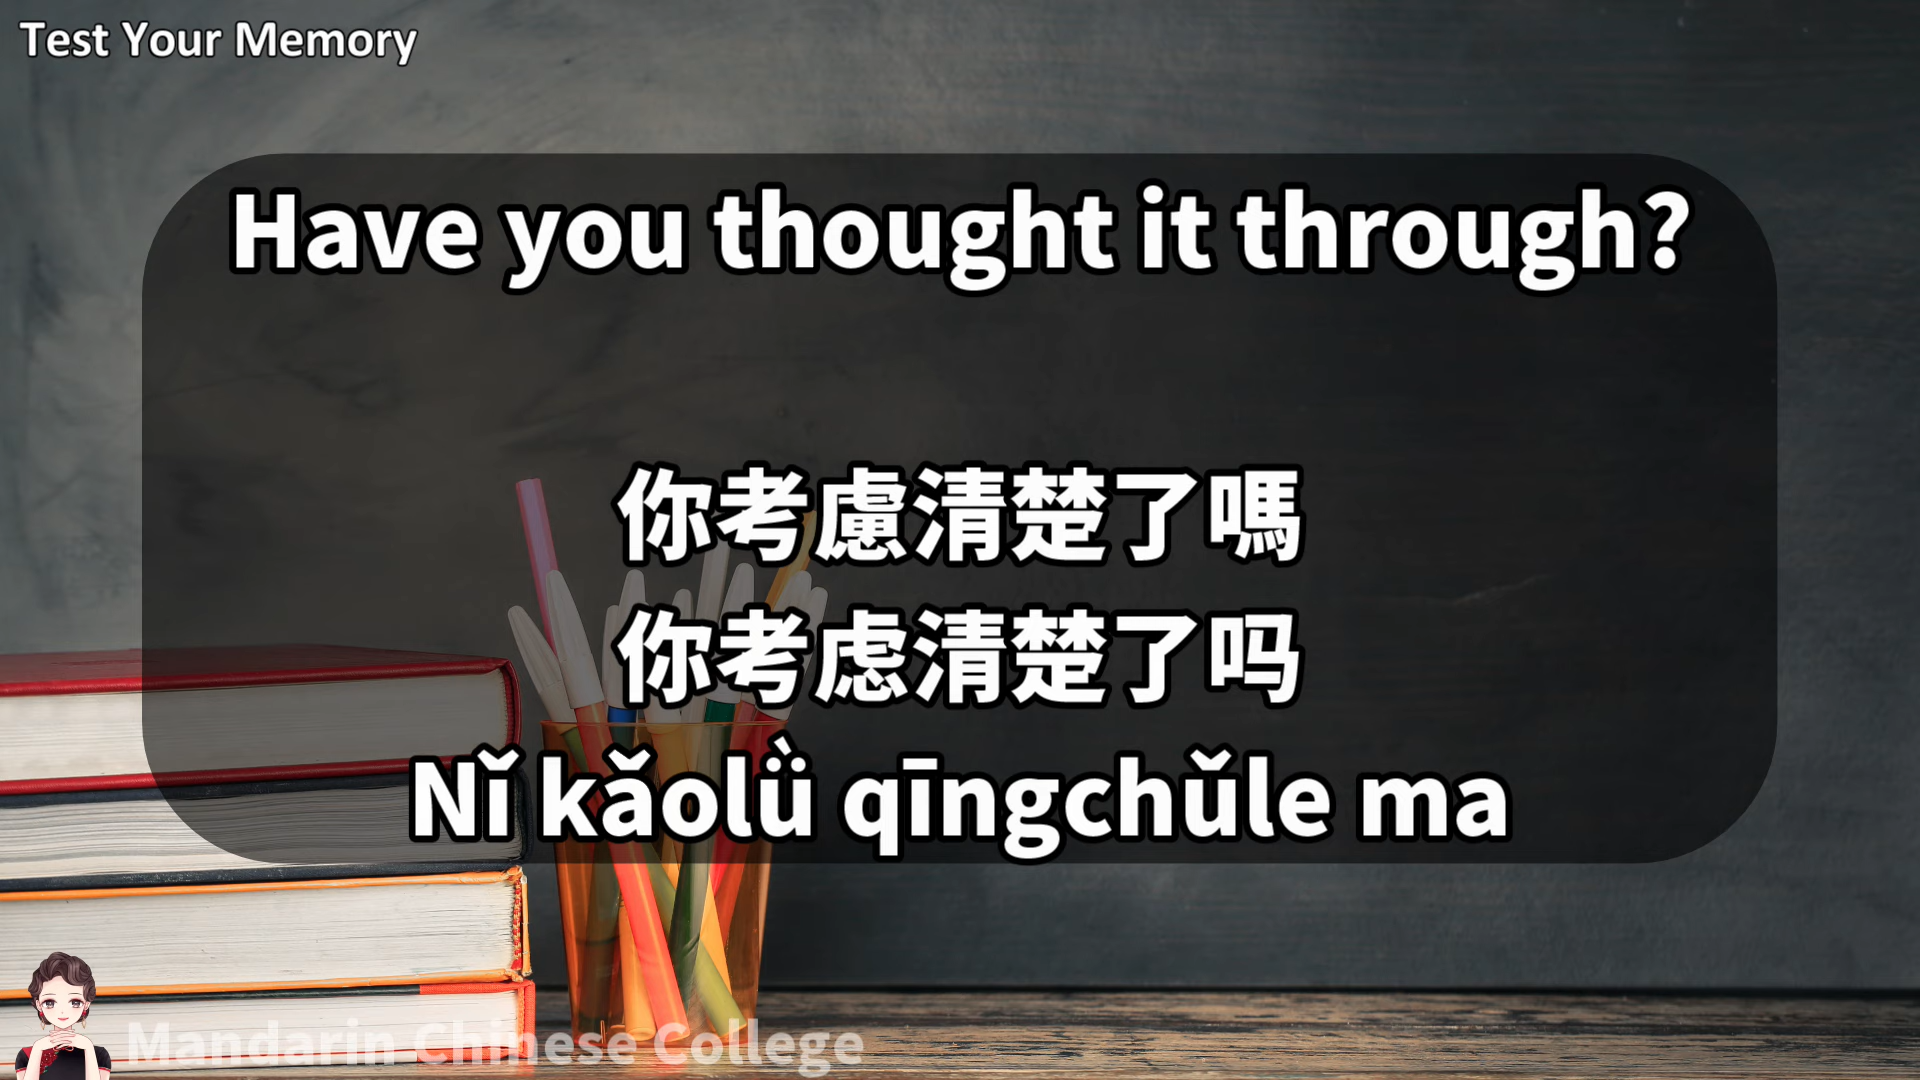 Test Your Memory
Have you thought it through?
你考慮清楚了嗎
你考虑清楚了吗
Nǐ kǎolǜ qīngchǔle ma
Mandarin Chinese College